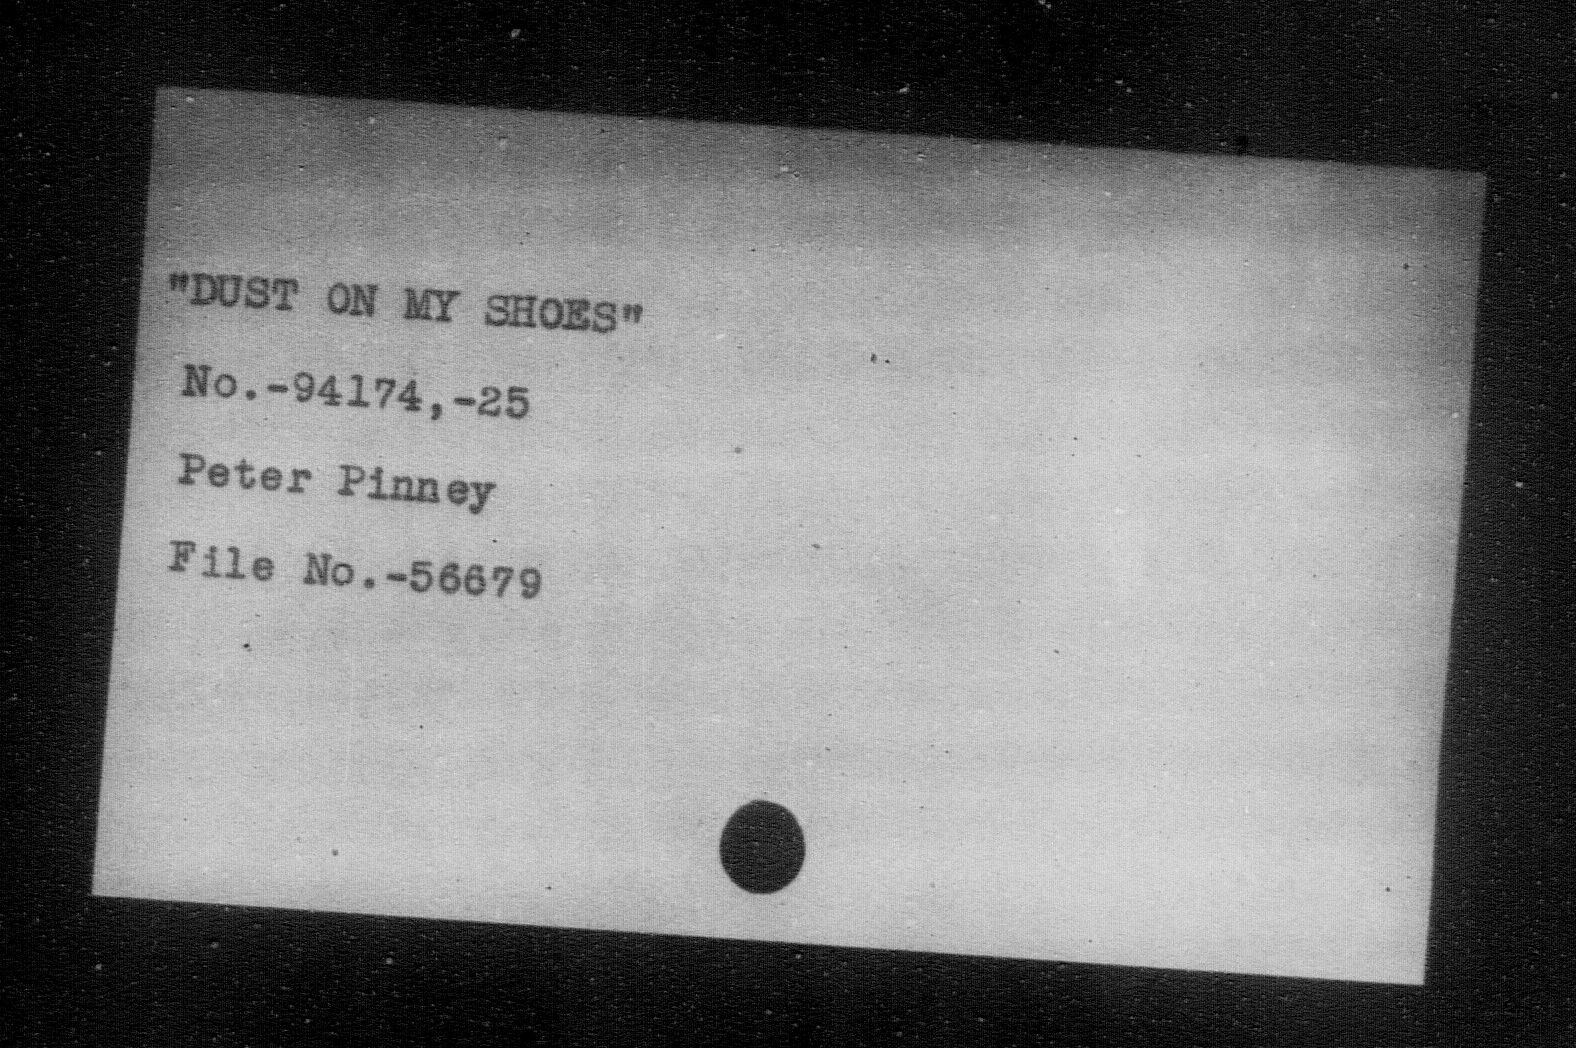 "DUST ON MY SHOES"
No.-94174,-25
Peter Pinney
File No.-56679